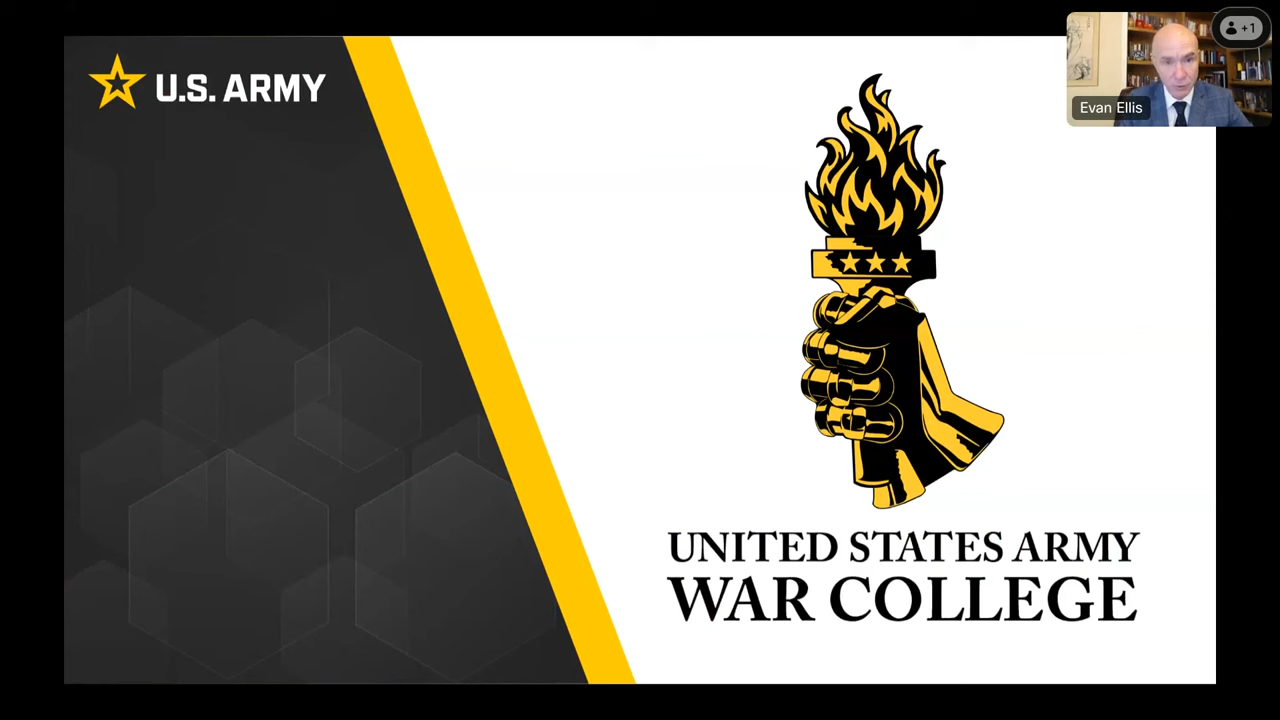 U.S. ARMY
+1
Evan Ellis
UNITED STATES ARMY
WAR COLLEGE